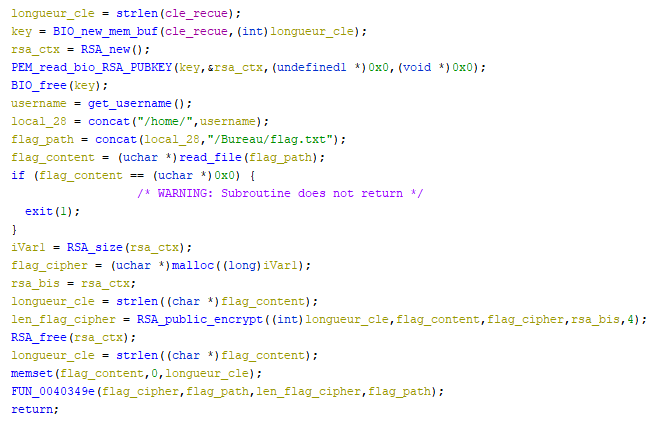 longueur_cle = strlen(cle_recue);
key = BIO_new_mem_buf(cle_recue,(int)longueur_cle);
rsa_ctx = RSA_new();
PEM_read_bio_RSA_PUBKEY(key,&rsa_ctx,(undefined1 *)0x0,(void *)0x0);
BIO_free(key);
username = get_username();
local_28 = concat("/home/",username);
flag_path = concat(local_28,"/Bureau/flag.txt");
flag_content = (uchar *)read_file(flag_path);
if (flag_content == (uchar *)0x0) {
/* WARNING: Subroutine does not return */
exit(1);
}
iVar1 = RSA_size(rsa_ctx);
flag_cipher = (uchar *)malloc((long)iVar1);
rsa_bis = rsa_ctx;
longueur_cle = strlen((char *)flag_content);
len_flag_cipher = RSA_public_encrypt((int)longueur_cle,flag_content,flag_cipher,rsa_bis,4);
RSA_free(rsa_ctx);
longueur_cle = strlen((char *)flag_content);
memset(flag_content,0,longueur_cle);
FUN_0040349e(flag_cipher,flag_path,len_flag_cipher,flag_path);
return;